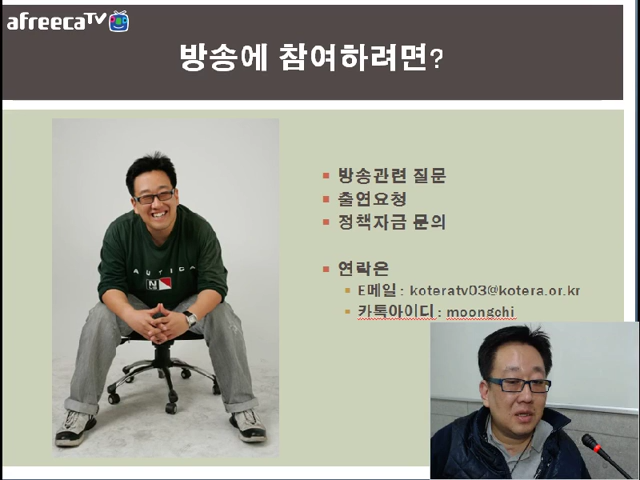 afreecaTV
방송에 참여하려면?
방송관련 질문
출연요청
정책자금 문의
연락은
E메일 : koteratv03@kotera.or.kr
카톡아이디 : moongchi
NAUTICA
N